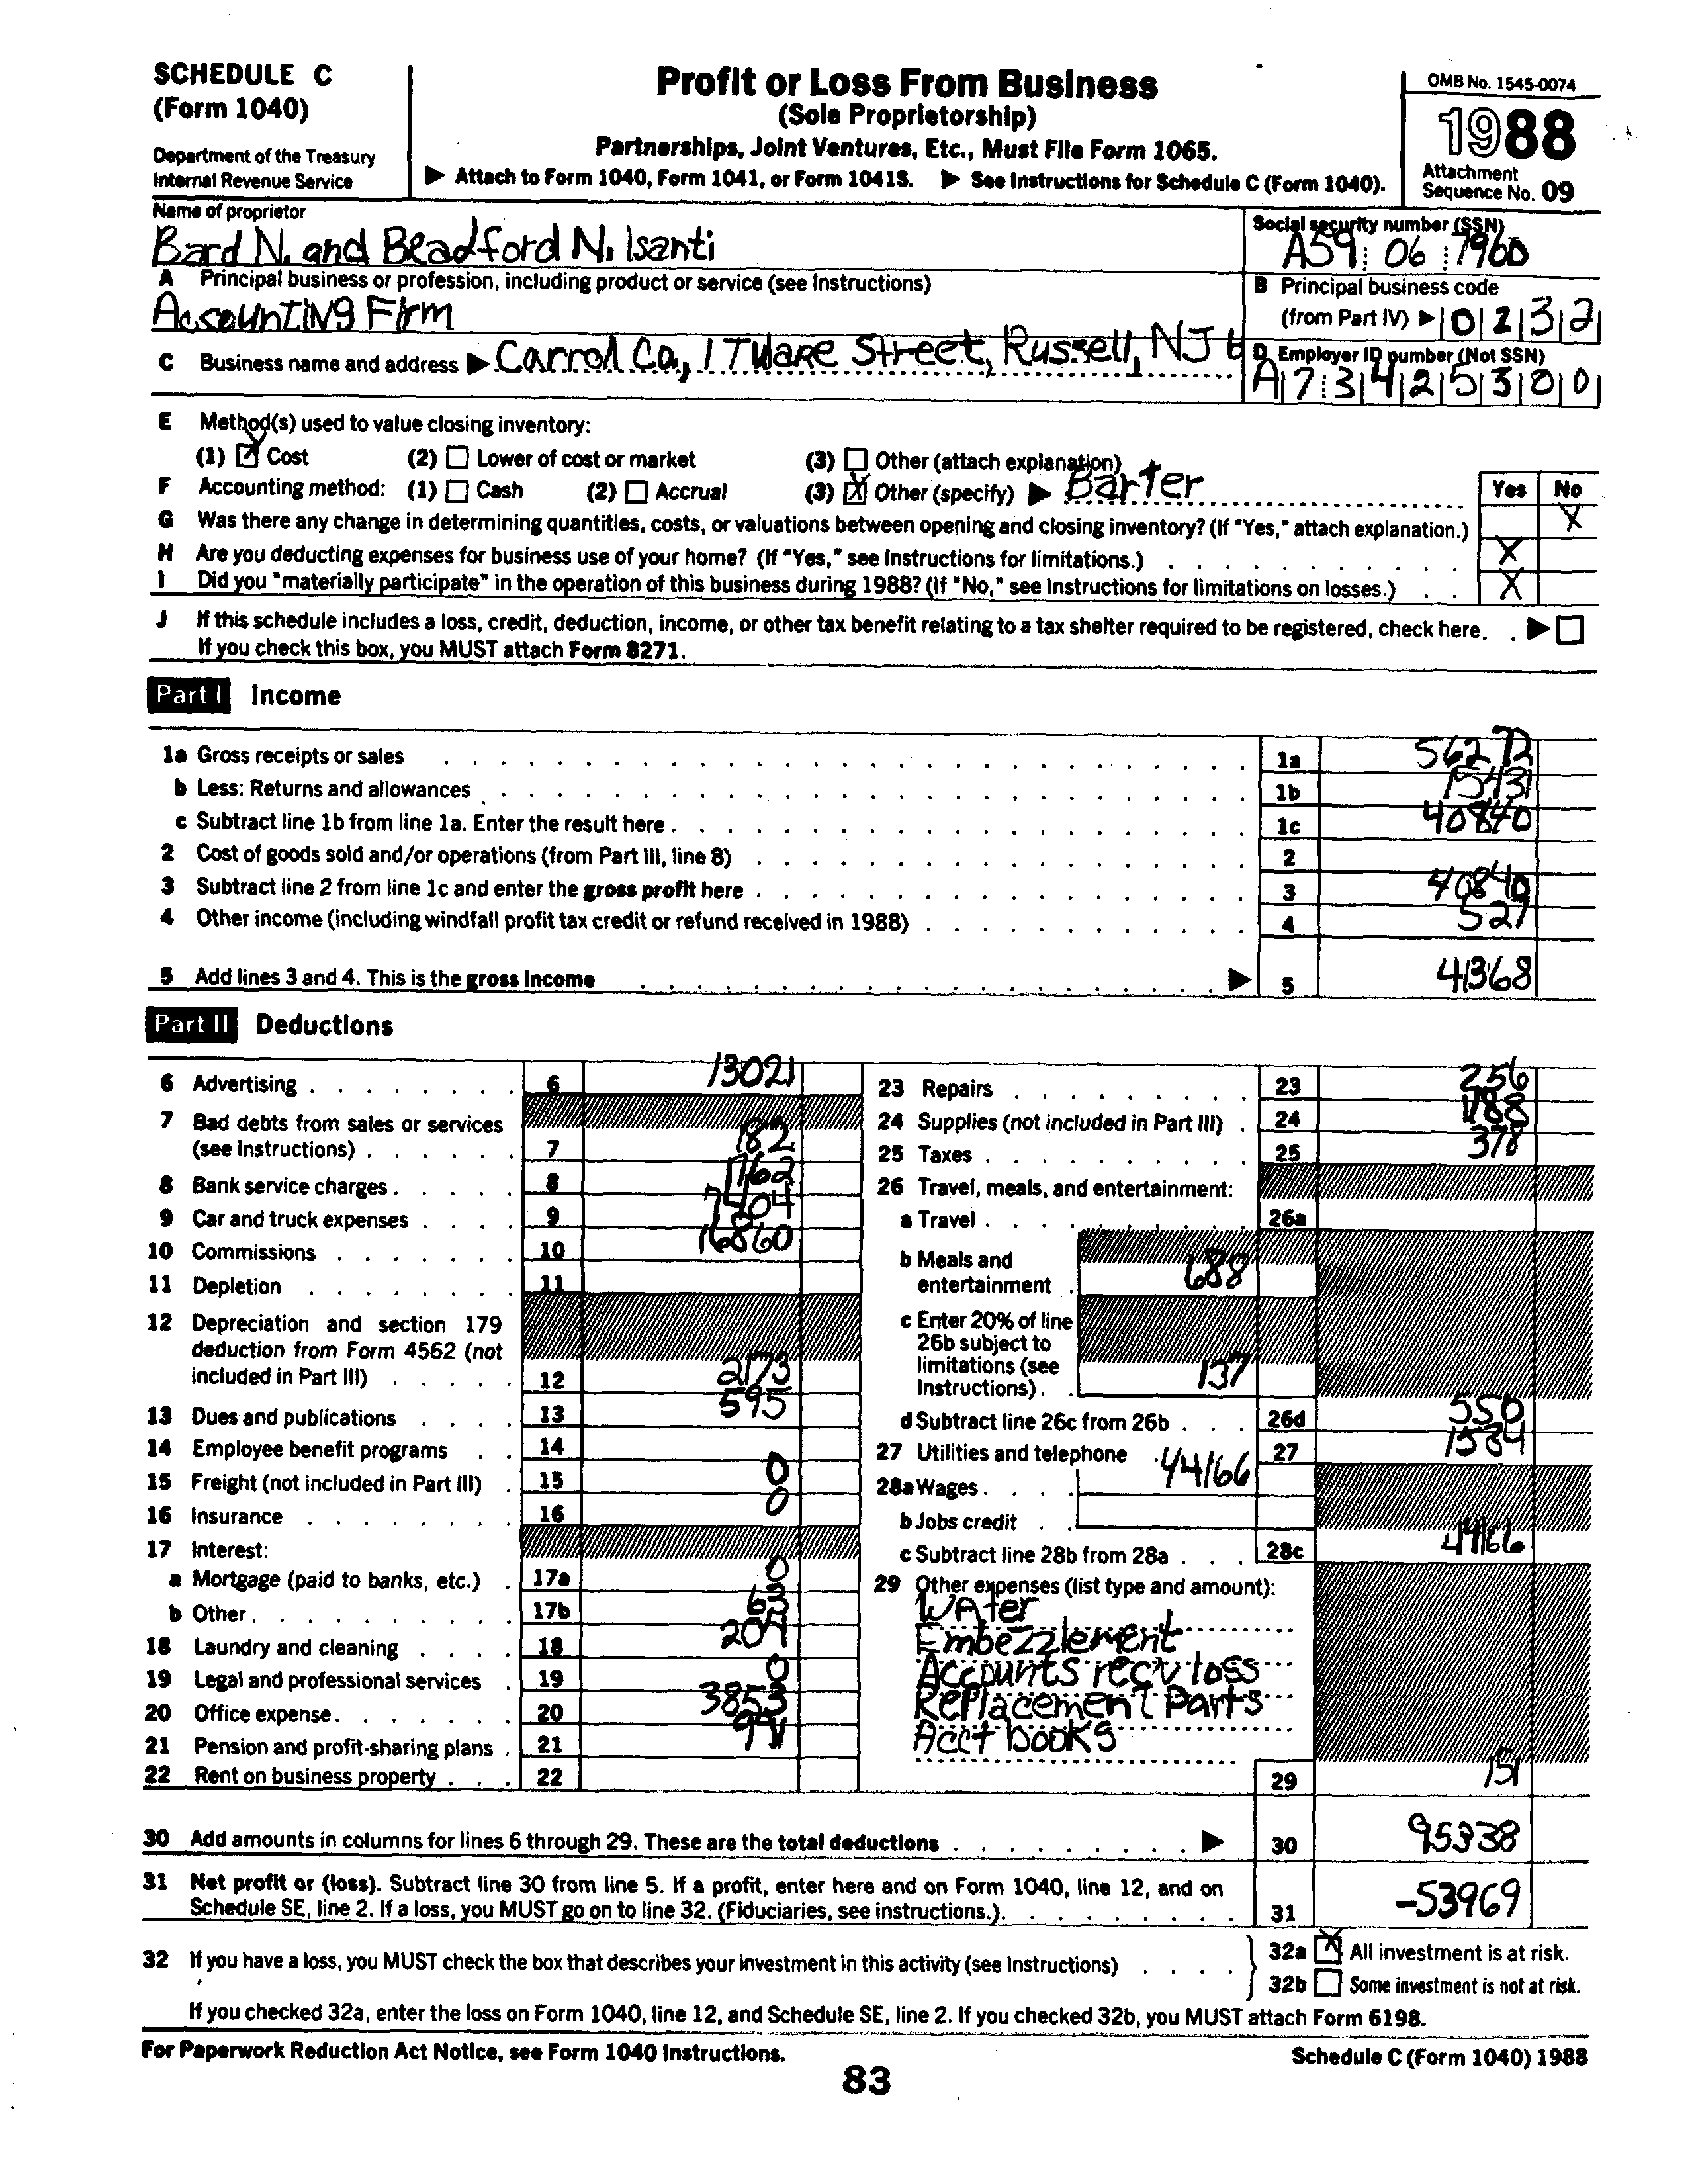 SCHEDULE C
(Form 1040)
Department of the Treasury
Internal Revenue Service
Profit or Loss From Business
(Sole Proprietorship)
Partnerships, Joint Ventures, Etc., Must File Form 1065.
▶ Attach to Form 1040, Form 1041, or Form 1041S. ▶ See Instructions for Schedule C (Form 1040).
OMB No. 1545-0074
1988
Attachment
Sequence No. 09
Name of proprietor
Bard N. and Beadford N. Isanti
Social security number (SSN)
A59 06 1960
A Principal business or profession, including product or service (see Instructions)
Accounting Firm
B Principal business code
(from Part IV) ▶ 0 2 3 2
C Business name and address ▶ Carrol Co, 1 Tulare Street, Russell, NJ 6
D Employer ID number (Not SSN)
A 7 3 4 2 5 3 0 0
E Method(s) used to value closing inventory:
(1) ☑ Cost (2) ☐ Lower of cost or market (3) ☐ Other (attach explanation)
F Accounting method: (1) ☐ Cash (2) ☐ Accrual (3) ☒ Other (specify) ▶ Barter
Yes No
G Was there any change in determining quantities, costs, or valuations between opening and closing inventory? (If "Yes," attach explanation.) X
H Are you deducting expenses for business use of your home? (If "Yes," see Instructions for limitations.) X
I Did you "materially participate" in the operation of this business during 1988? (If "No," see Instructions for limitations on losses.) X
J If this schedule includes a loss, credit, deduction, income, or other tax benefit relating to a tax shelter required to be registered, check here. ▶ ☐
If you check this box, you MUST attach Form 8271.
Part I Income
1a Gross receipts or sales 1a 56272
b Less: Returns and allowances 1b 15431
c Subtract line 1b from line 1a. Enter the result here 1c 40840
2 Cost of goods sold and/or operations (from Part III, line 8) 2
3 Subtract line 2 from line 1c and enter the gross profit here 3 40840
4 Other income (including windfall profit tax credit or refund received in 1988) 4 527
5 Add lines 3 and 4. This is the gross Income ▶ 5 41368
Part II Deductions
6 Advertising 6 13021
7 Bad debts from sales or services
(see Instructions) 7 182
8 Bank service charges 8 762
9 Car and truck expenses 9 7404
10 Commissions 10 16860
11 Depletion 11
12 Depreciation and section 179
deduction from Form 4562 (not
included in Part III) 12 2173
13 Dues and publications 13 595
14 Employee benefit programs 14
15 Freight (not included in Part III) 15 0
16 Insurance 16 0
17 Interest:
a Mortgage (paid to banks, etc.) 17a 0
b Other 17b 63
18 Laundry and cleaning 18
19 Legal and professional services 19 0
20 Office expense 20 3853
21 Pension and profit-sharing plans 21
22 Rent on business property 22
23 Repairs 23 256
24 Supplies (not included in Part III) 24 1788
25 Taxes 25 378
26 Travel, meals, and entertainment:
a Travel 26a
b Meals and
entertainment 688
c Enter 20% of line
26b subject to
limitations (see
Instructions) 137
d Subtract line 26c from 26b 26d 550
27 Utilities and telephone 27 1534
28a Wages 44166
b Jobs credit
c Subtract line 28b from 28a 28c 44166
29 Other expenses (list type and amount):
Water
Embezzlement
Accounts recv loss
Replacement Parts
Acct books
29 151
30 Add amounts in columns for lines 6 through 29. These are the total deductions ▶ 30 95338
31 Net profit or (loss). Subtract line 30 from line 5. If a profit, enter here and on Form 1040, line 12, and on
Schedule SE, line 2. If a loss, you MUST go on to line 32. (Fiduciaries, see instructions.) 31 -53969
32 If you have a loss, you MUST check the box that describes your investment in this activity (see Instructions)
32a ☒ All investment is at risk.
32b ☐ Some investment is not at risk.
If you checked 32a, enter the loss on Form 1040, line 12, and Schedule SE, line 2. If you checked 32b, you MUST attach Form 6198.
For Paperwork Reduction Act Notice, see Form 1040 Instructions.
Schedule C (Form 1040) 1988
83